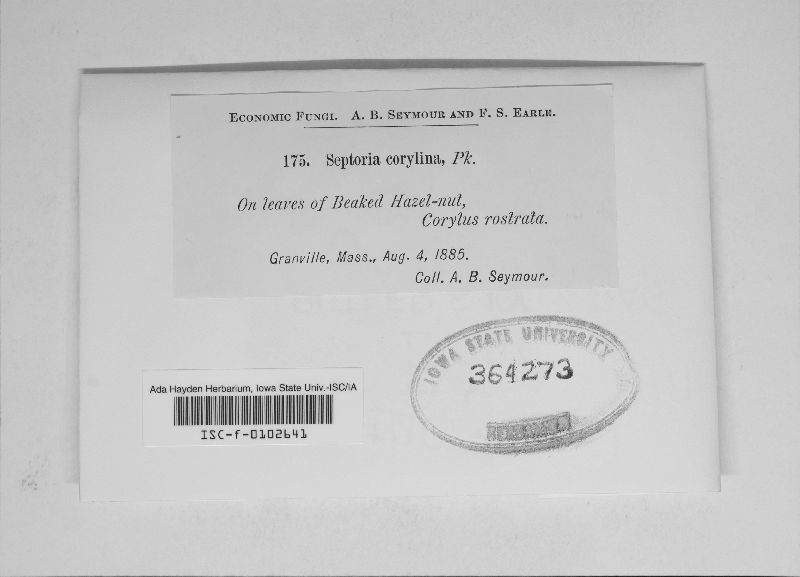 Economic Fungi. A. B. Seymour and F. S. Earle.
175. Septoria corylina, Pk.
On leaves of Beaked Hazel-nut,
Corylus rostrata.
Granville, Mass., Aug. 4, 1885.
Coll. A. B. Seymour.
IOWA STATE UNIVERSITY
364273
HERBARIUM
Ada Hayden Herbarium, Iowa State Univ.-ISC/IA
ISC-f-0102641